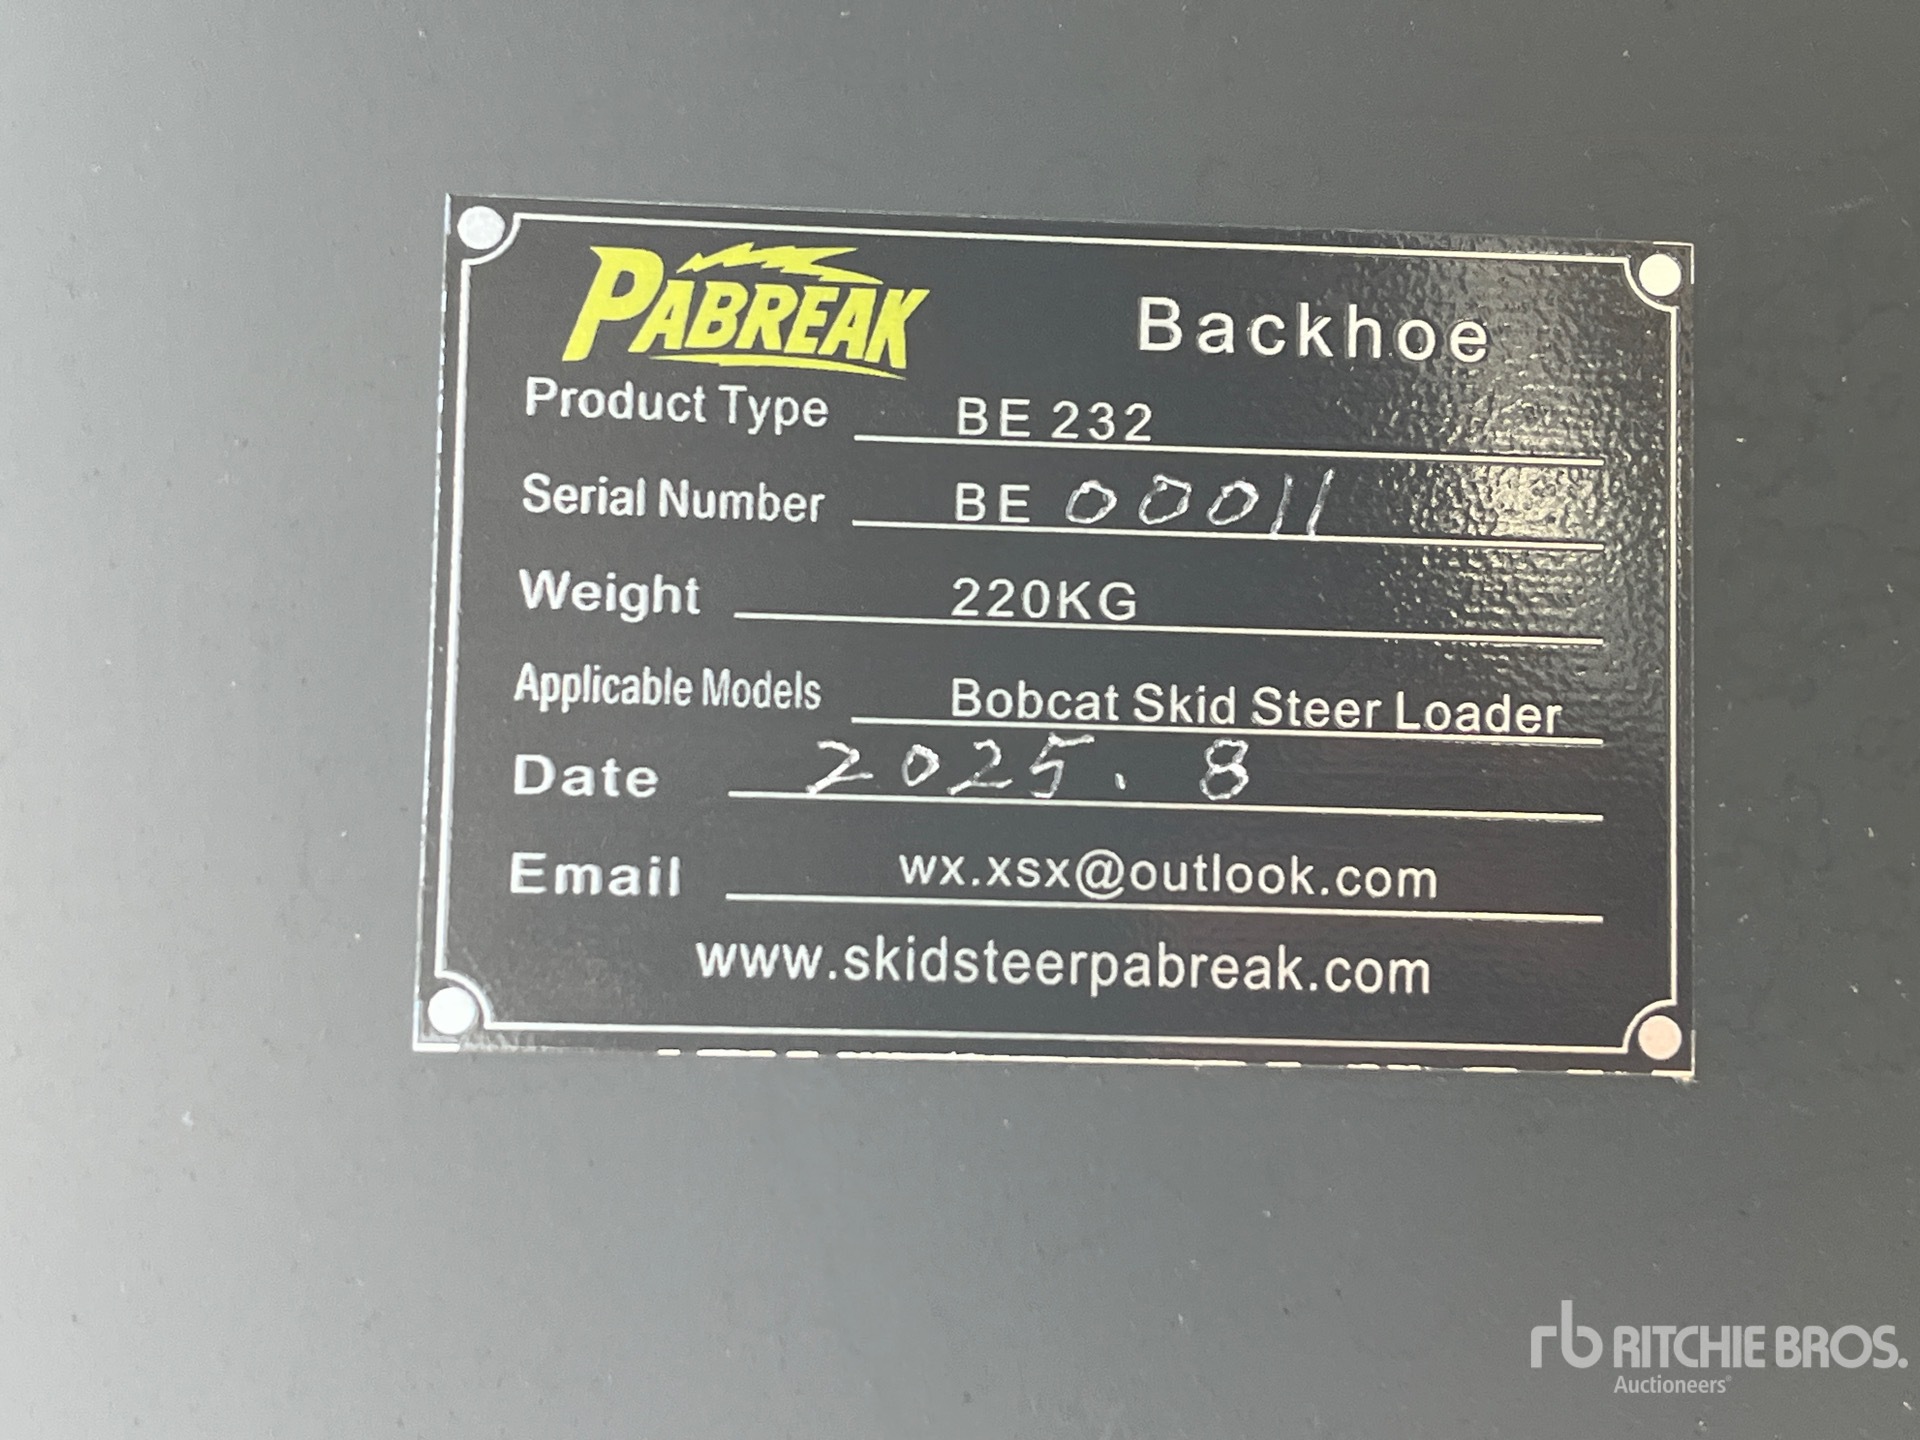 PABREAK
Backhoe
Product Type BE 232
Serial Number BE 00011
Weight 220KG
Applicable Models Bobcat Skid Steer Loader
Date 2025.8
Email wx.xsx@outlook.com
www.skidsteerpabreak.com
rb RITCHIE BROS.
Auctioneers